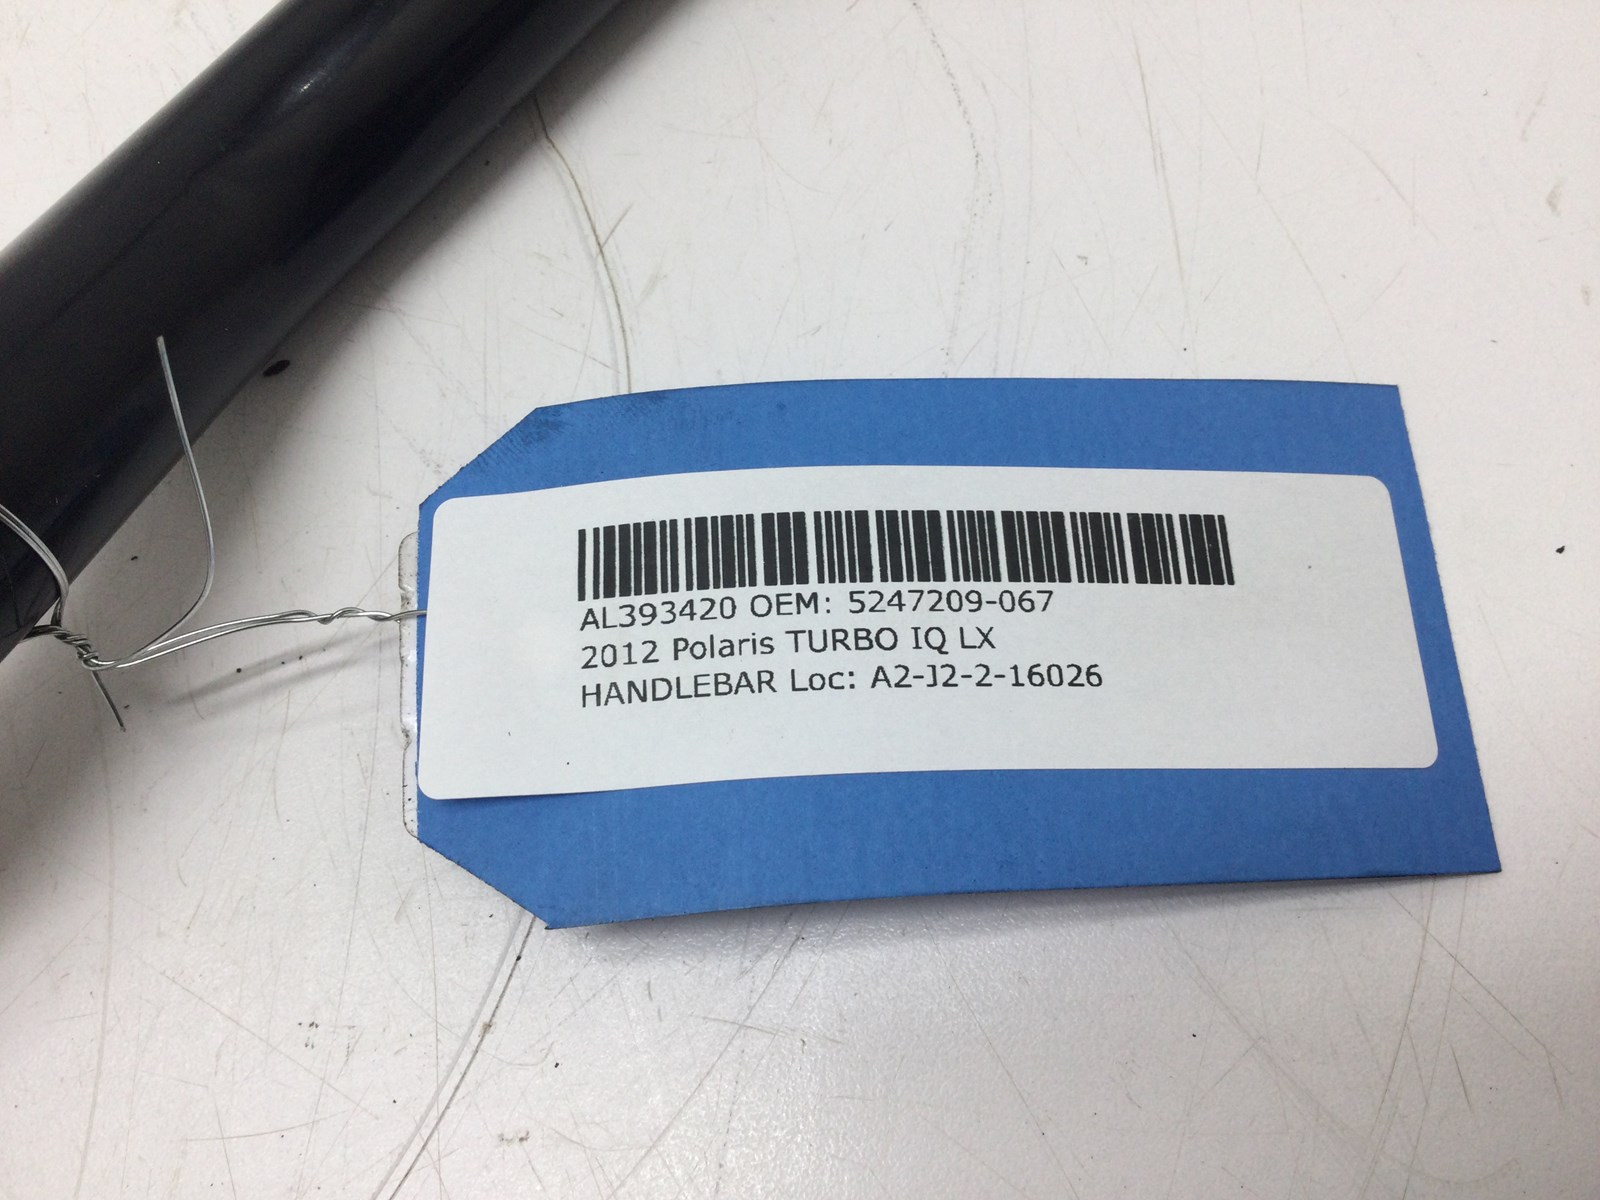 AL393420 OEM: 5247209-067
2012 Polaris TURBO IQ LX
HANDLEBAR Loc: A2-J2-2-16026